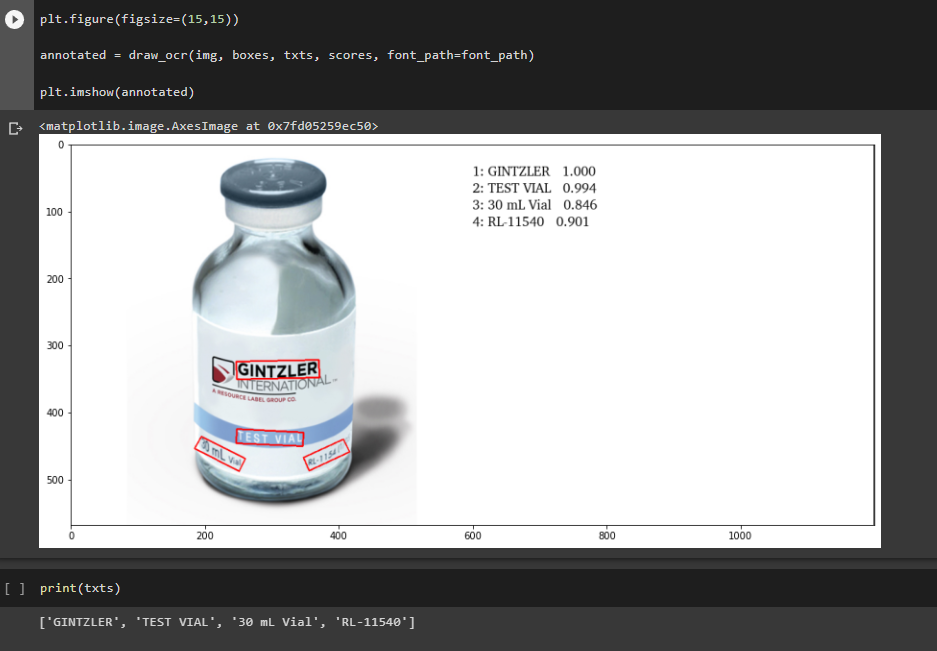 plt.figure(figsize=(15,15))
annotated = draw_ocr(img, boxes, txts, scores, font_path=font_path)
plt.imshow(annotated)
<matplotlib.image.AxesImage at 0x7fd05259ec50>
0
100
200
300
400
500
1: GINTZLER 1.000
2: TEST VIAL 0.994
3: 30 mL Vial 0.846
4: RL-11540 0.901
GINTZLER
INTERNATIONAL
A RESOURCE LABEL GROUP CO.
TEST VIAL
30 mL Vial
RL-1154
0 200 400 600 800 1000
[ ] print(txts)
['GINTZLER', 'TEST VIAL', '30 mL Vial', 'RL-11540']